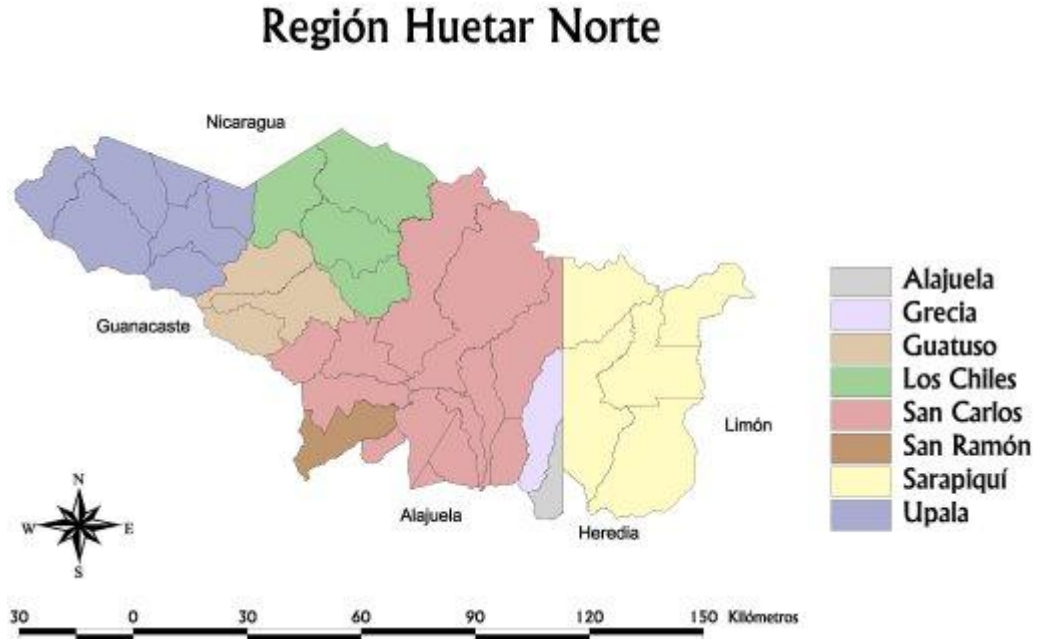 Región Huetar Norte
Nicaragua
Guanacaste
Limón
Alajuela
Heredia
Alajuela
Grecia
Guatuso
Los Chiles
San Carlos
San Ramón
Sarapiquí
Upala
N
W E
S
30 0 30 60 90 120 150 Kilómetros